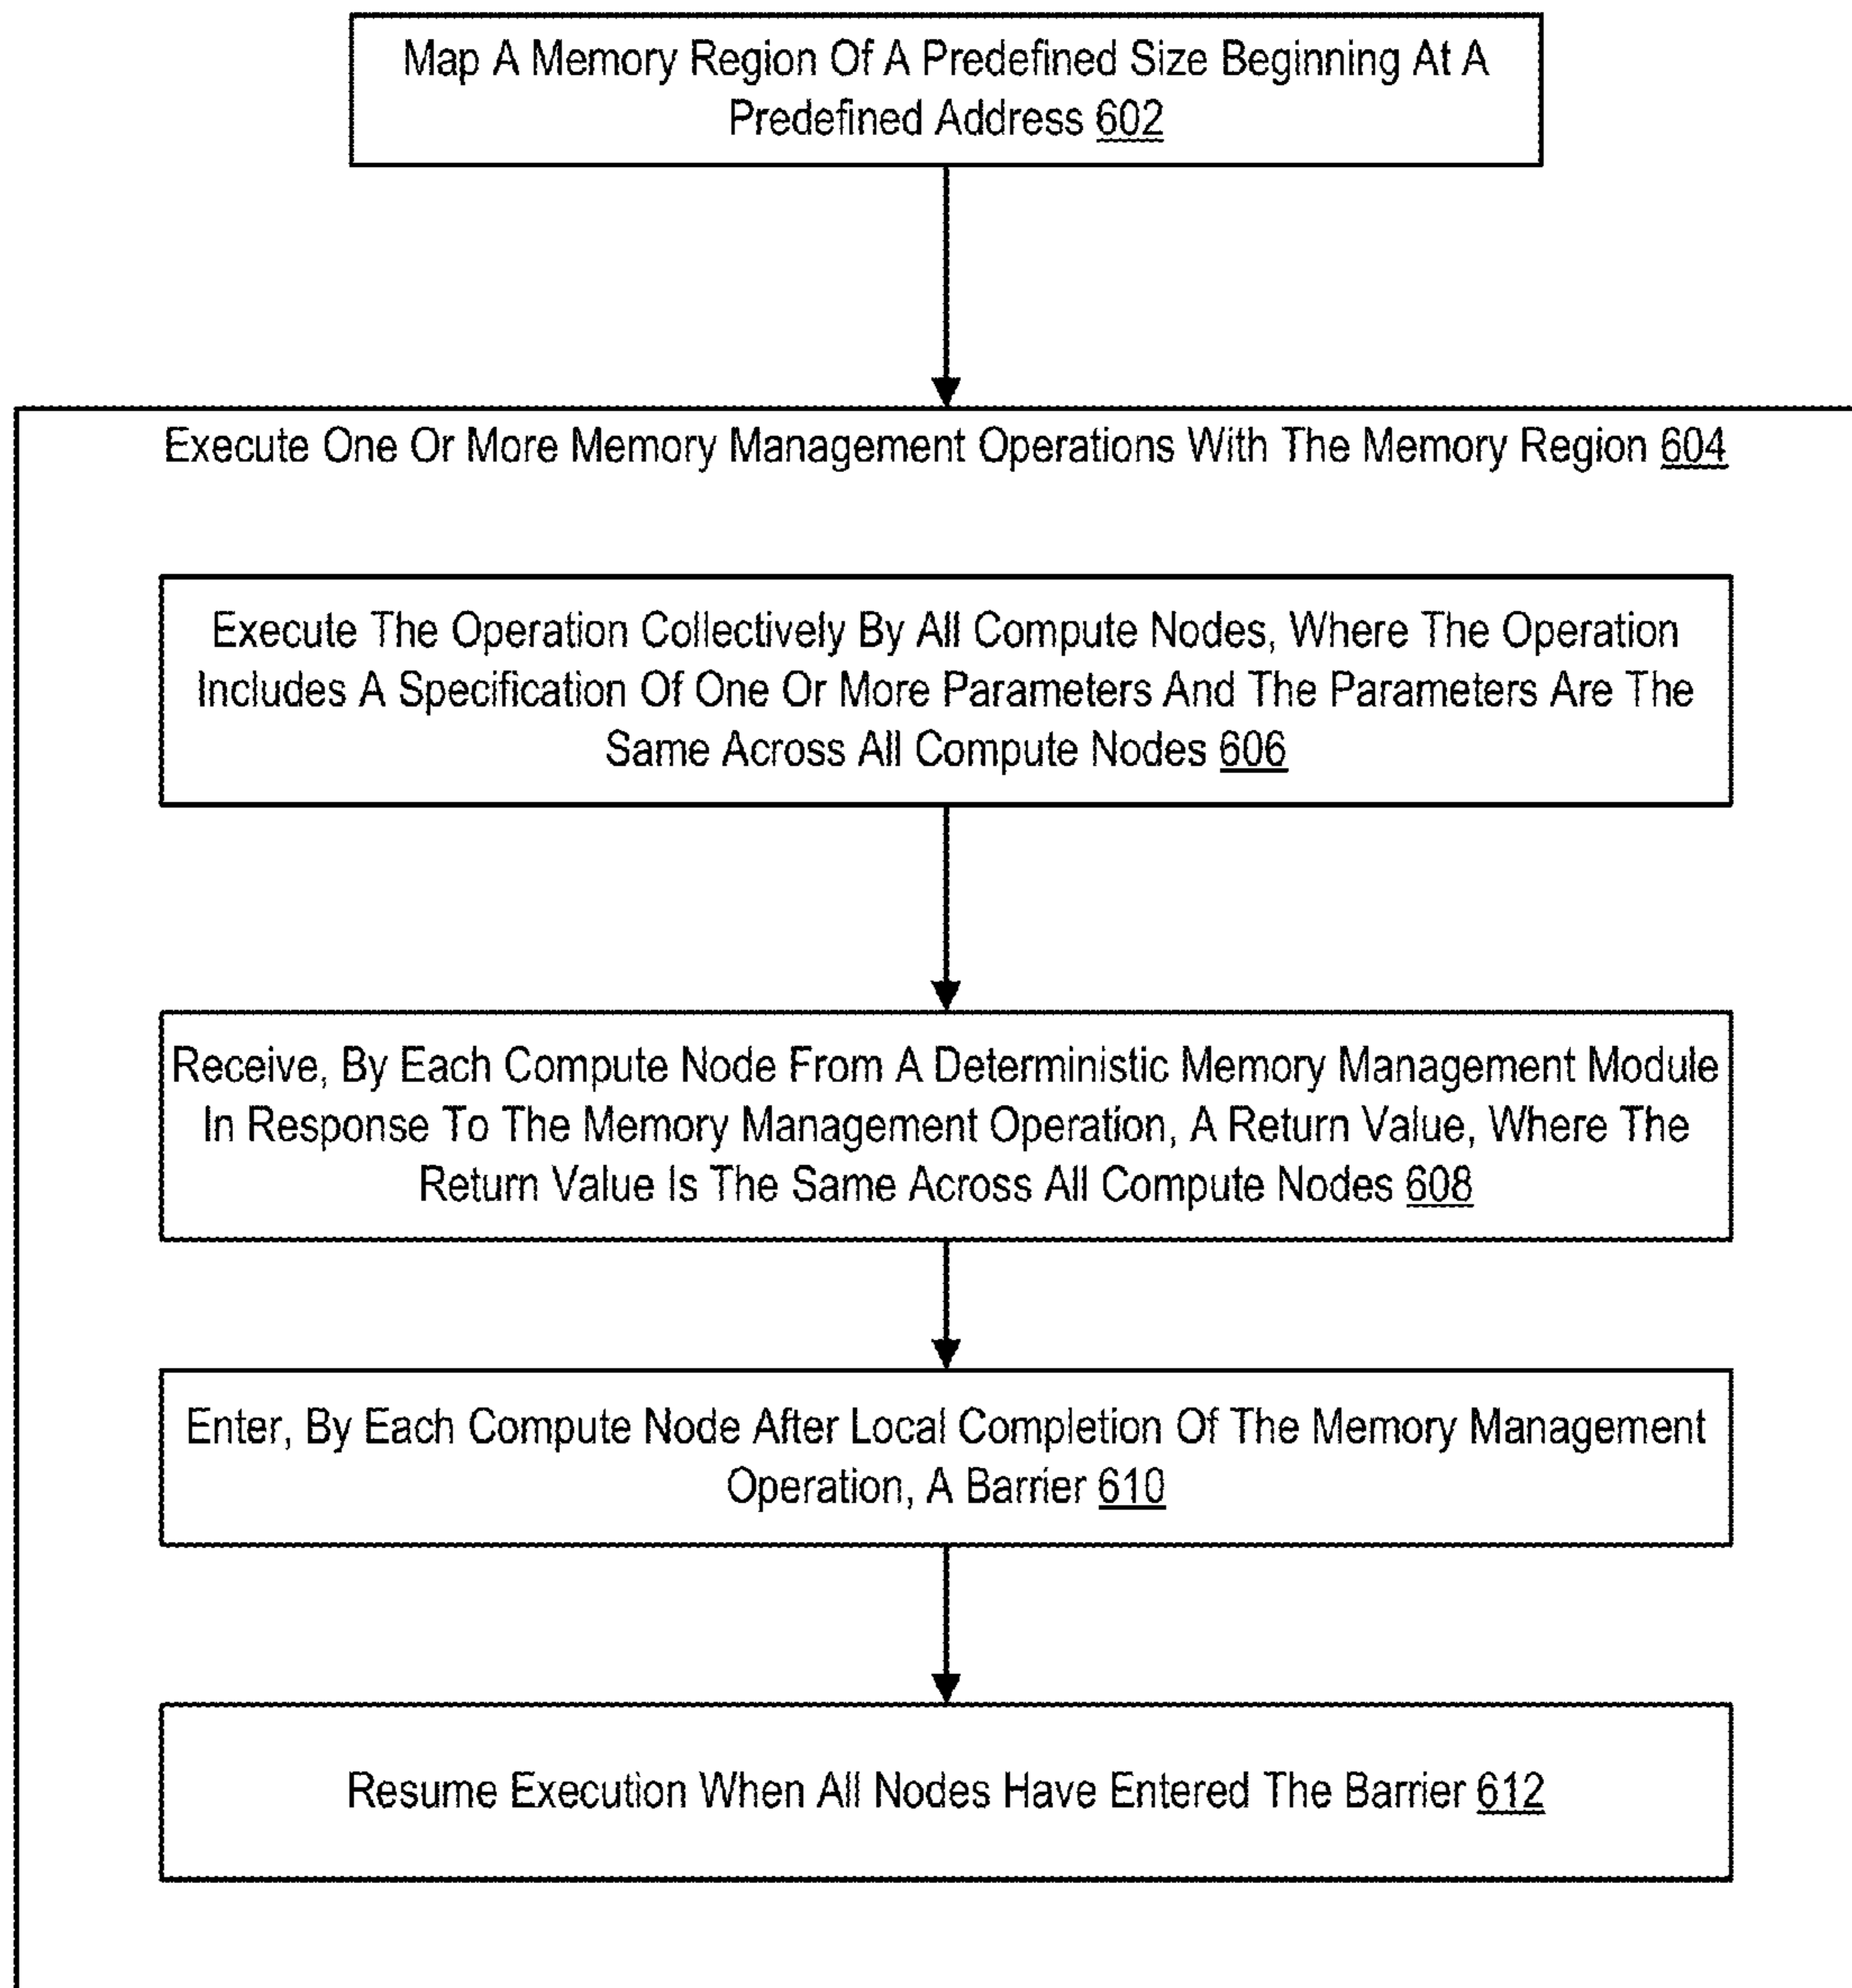 Map A Memory Region Of A Predefined Size Beginning At A
Predefined Address 602
Execute One Or More Memory Management Operations With The Memory Region 604
Execute The Operation Collectively By All Compute Nodes, Where The Operation
Includes A Specification Of One Or More Parameters And The Parameters Are The
Same Across All Compute Nodes 606
Receive, By Each Compute Node From A Deterministic Memory Management Module
In Response To The Memory Management Operation, A Return Value, Where The
Return Value Is The Same Across All Compute Nodes 608
Enter, By Each Compute Node After Local Completion Of The Memory Management
Operation, A Barrier 610
Resume Execution When All Nodes Have Entered The Barrier 612